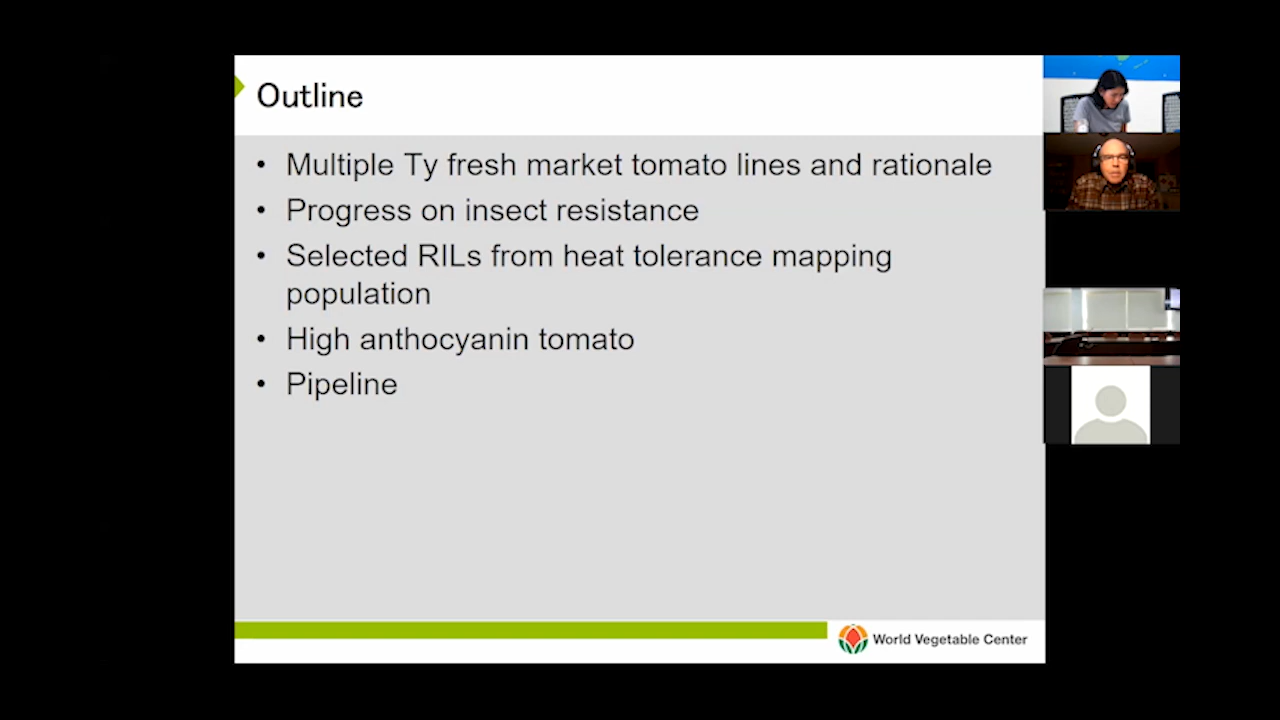 Outline
• Multiple Ty fresh market tomato lines and rationale
• Progress on insect resistance
• Selected RILs from heat tolerance mapping
population
• High anthocyanin tomato
• Pipeline
World Vegetable Center